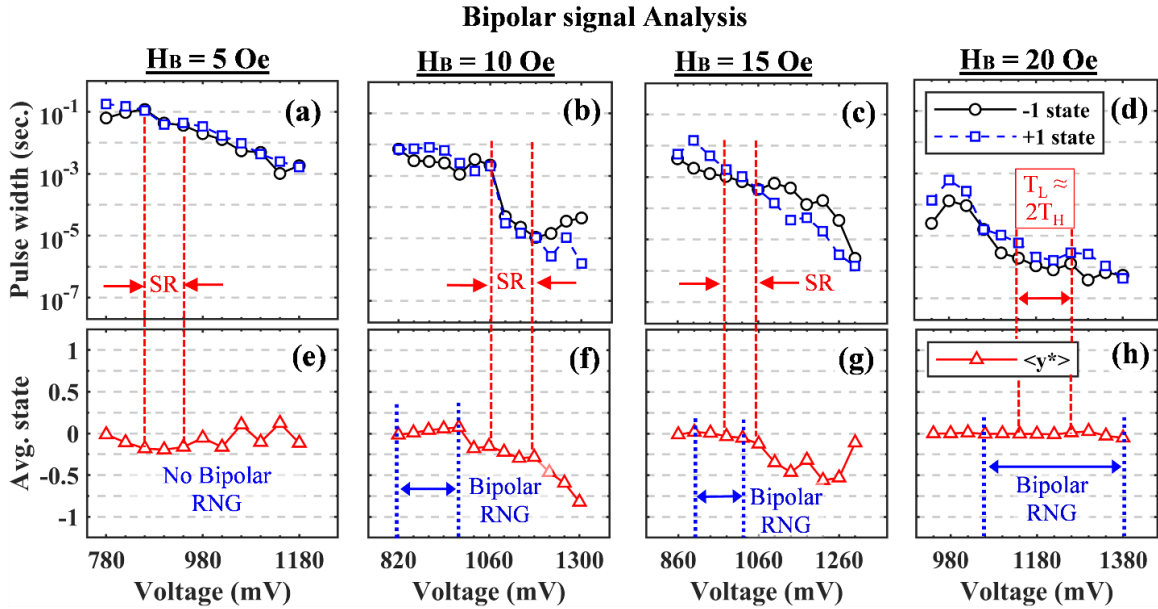 Bipolar signal Analysis
HB = 5 Oe
HB = 10 Oe
HB = 15 Oe
HB = 20 Oe
Pulse width (sec.)
10-1
10-3
10-5
10-7
(a)
SR
(b)
SR
(c)
SR
(d)
-1 state
+1 state
TL ≈
2TH
Avg. state
1
0.5
0
-0.5
-1
(e)
No Bipolar
RNG
(f)
Bipolar
RNG
(g)
Bipolar
RNG
(h)
<y*>
Bipolar
RNG
780 980 1180
820 1060 1300
860 1060 1260
980 1180 1380
Voltage (mV)
Voltage (mV)
Voltage (mV)
Voltage (mV)